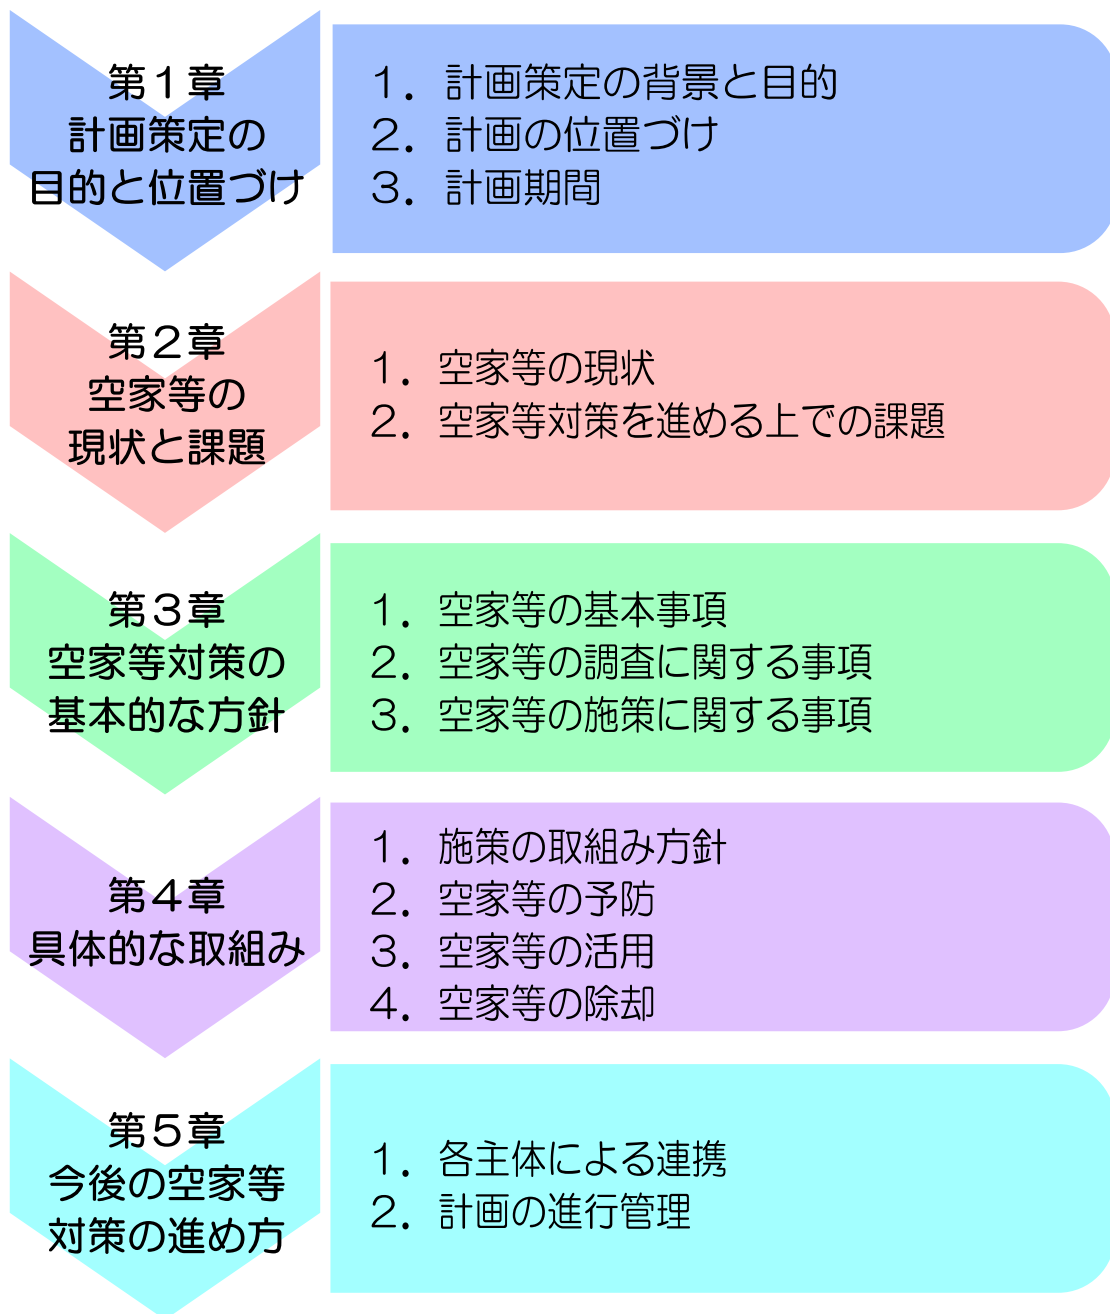 第１章
計画策定の
目的と位置づけ
１．計画策定の背景と目的
２．計画の位置づけ
３．計画期間
第２章
空家等の
現状と課題
１．空家等の現状
２．空家等対策を進める上での課題
第３章
空家等対策の
基本的な方針
１．空家等の基本事項
２．空家等の調査に関する事項
３．空家等の施策に関する事項
第４章
具体的な取組み
１．施策の取組み方針
２．空家等の予防
３．空家等の活用
４．空家等の除却
第５章
今後の空家等
対策の進め方
１．各主体による連携
２．計画の進行管理